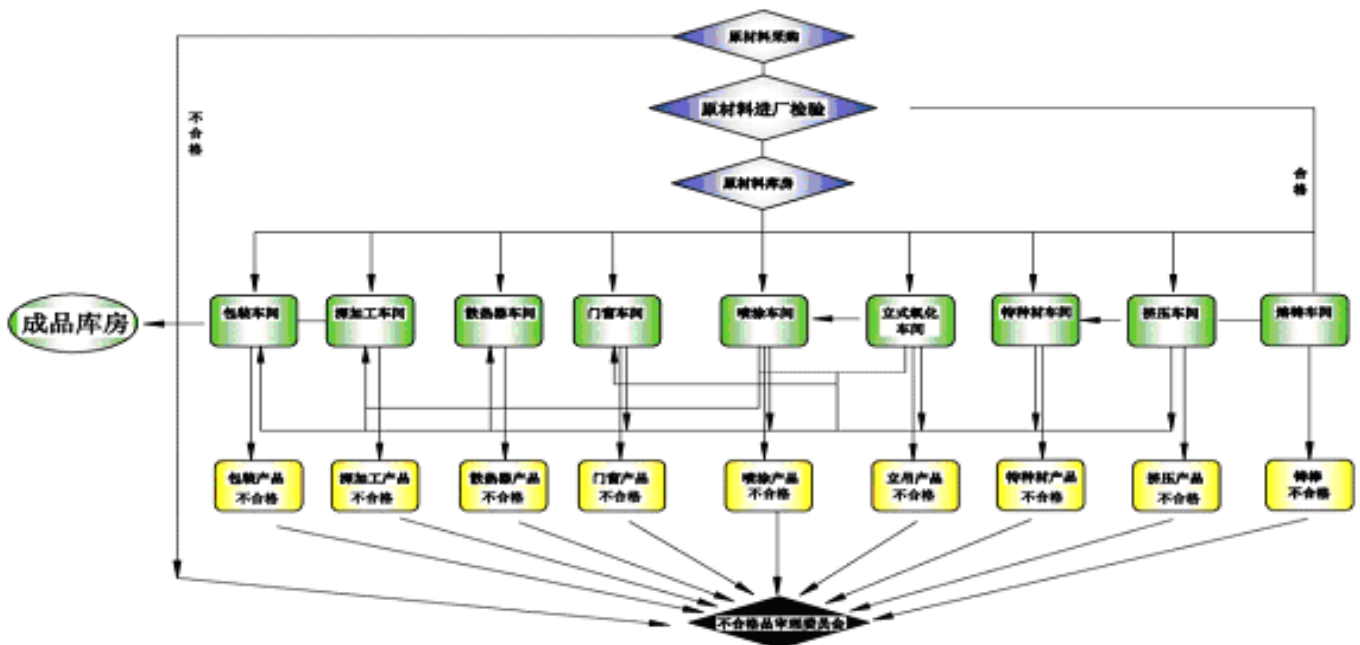 原材料采购
原材料进厂检验
不
合
格
原材料库房
合
格
成品库房
包装车间
深加工车间
散热器车间
门窗车间
喷涂车间
立式氧化
车间
特种材车间
挤压车间
熔铸车间
包装产品
不合格
深加工产品
不合格
散热器产品
不合格
门窗产品
不合格
喷涂产品
不合格
立用产品
不合格
特种材产品
不合格
挤压产品
不合格
铸棒
不合格
不合格品审理委员会